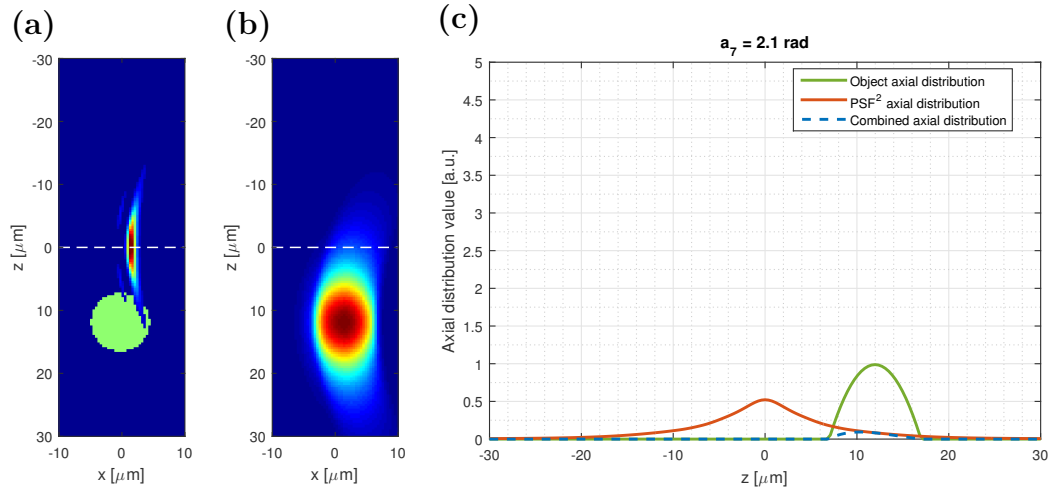 (a)
-30
-20
-10
0
10
20
30
z [μm]
-10
0
10
x [μm]
(b)
-30
-20
-10
0
10
20
30
z [μm]
-10
0
10
x [μm]
(c)
a7 = 2.1 rad
5
4.5
4
3.5
3
2.5
2
1.5
1
0.5
0
Axial distribution value [a.u.]
Object axial distribution
PSF² axial distribution
Combined axial distribution
-30
-20
-10
0
10
20
30
z [μm]